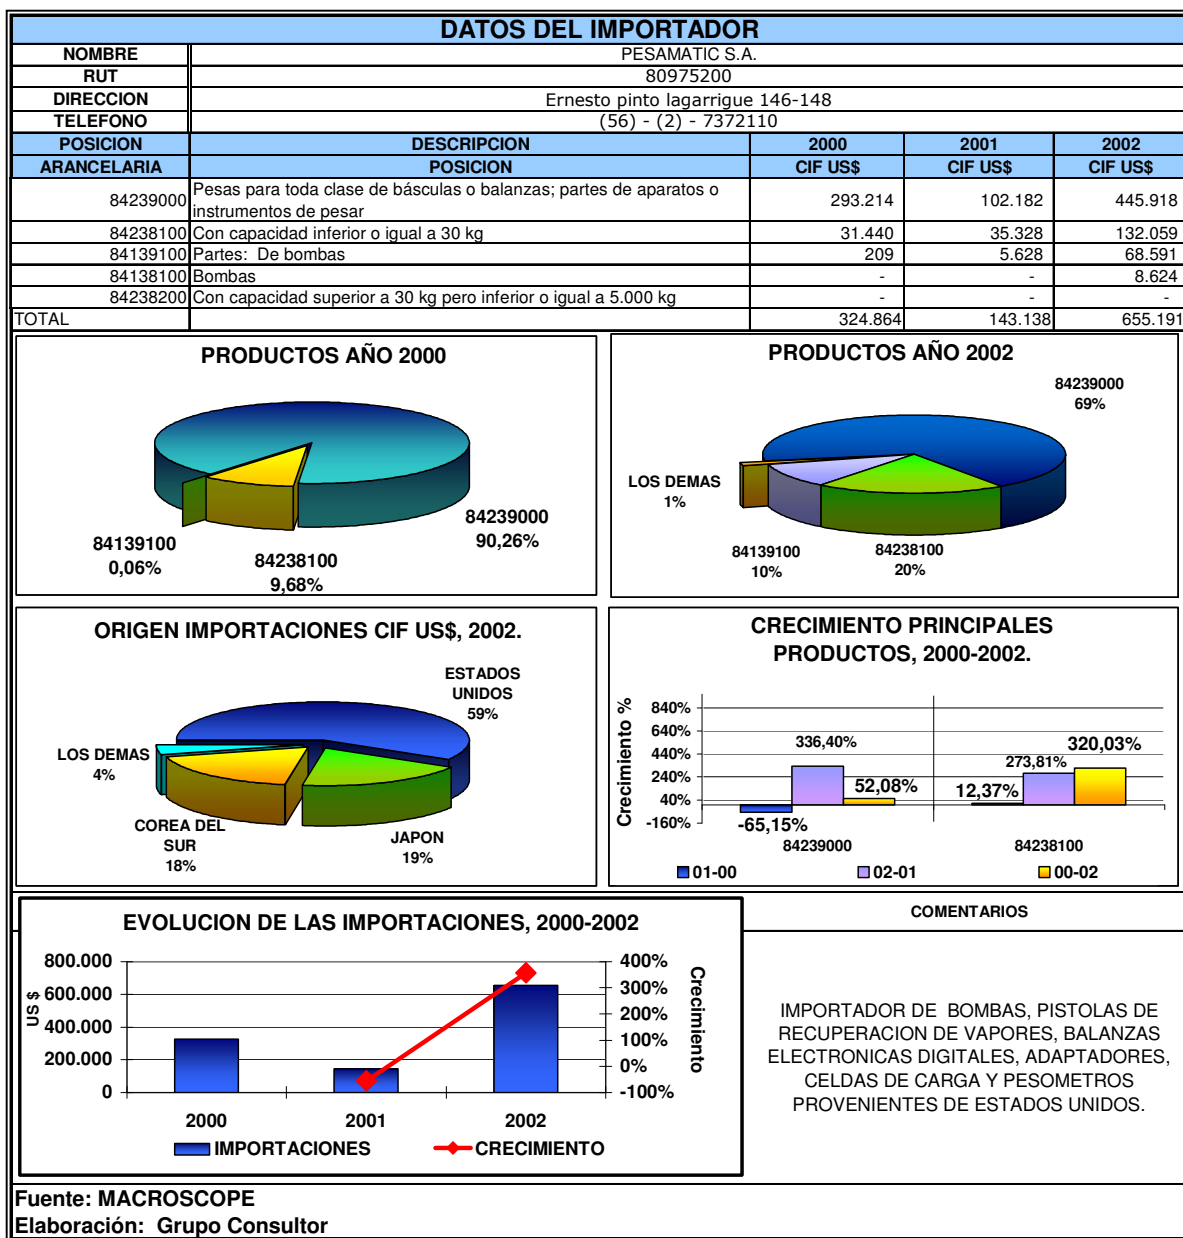 DATOS DEL IMPORTADOR
NOMBRE PESAMATIC S.A.
RUT 80975200
DIRECCION Ernesto pinto lagarrigue 146-148
TELEFONO (56) - (2) - 7372110
POSICION DESCRIPCION 2000 2001 2002
ARANCELARIA POSICION CIF US$ CIF US$ CIF US$
84239000 Pesas para toda clase de básculas o balanzas; partes de aparatos o
instrumentos de pesar 293.214 102.182 445.918
84238100 Con capacidad inferior o igual a 30 kg 31.440 35.328 132.059
84139100 Partes: De bombas 209 5.628 68.591
84138100 Bombas - - 8.624
84238200 Con capacidad superior a 30 kg pero inferior o igual a 5.000 kg - - -
TOTAL 324.864 143.138 655.191
PRODUCTOS AÑO 2000
84239000
90,26%
84139100
0,06%
84238100
9,68%
PRODUCTOS AÑO 2002
84239000
69%
LOS DEMAS
1%
84139100
10%
84238100
20%
ORIGEN IMPORTACIONES CIF US$, 2002.
ESTADOS
UNIDOS
59%
LOS DEMAS
4%
COREA DEL
SUR
18%
JAPON
19%
CRECIMIENTO PRINCIPALES
PRODUCTOS, 2000-2002.
Crecimiento %
840%
640%
440%
240%
40%
-160%
336,40%
320,03%
273,81%
52,08%
12,37%
-65,15%
84239000 84238100
01-00 02-01 00-02
EVOLUCION DE LAS IMPORTACIONES, 2000-2002
US $
800.000
600.000
400.000
200.000
0
400%
300%
200%
100%
0%
-100%
Crecimiento
2000 2001 2002
IMPORTACIONES CRECIMIENTO
COMENTARIOS
IMPORTADOR DE BOMBAS, PISTOLAS DE
RECUPERACION DE VAPORES, BALANZAS
ELECTRONICAS DIGITALES, ADAPTADORES,
CELDAS DE CARGA Y PESOMETROS
PROVENIENTES DE ESTADOS UNIDOS.
Fuente: MACROSCOPE
Elaboración: Grupo Consultor